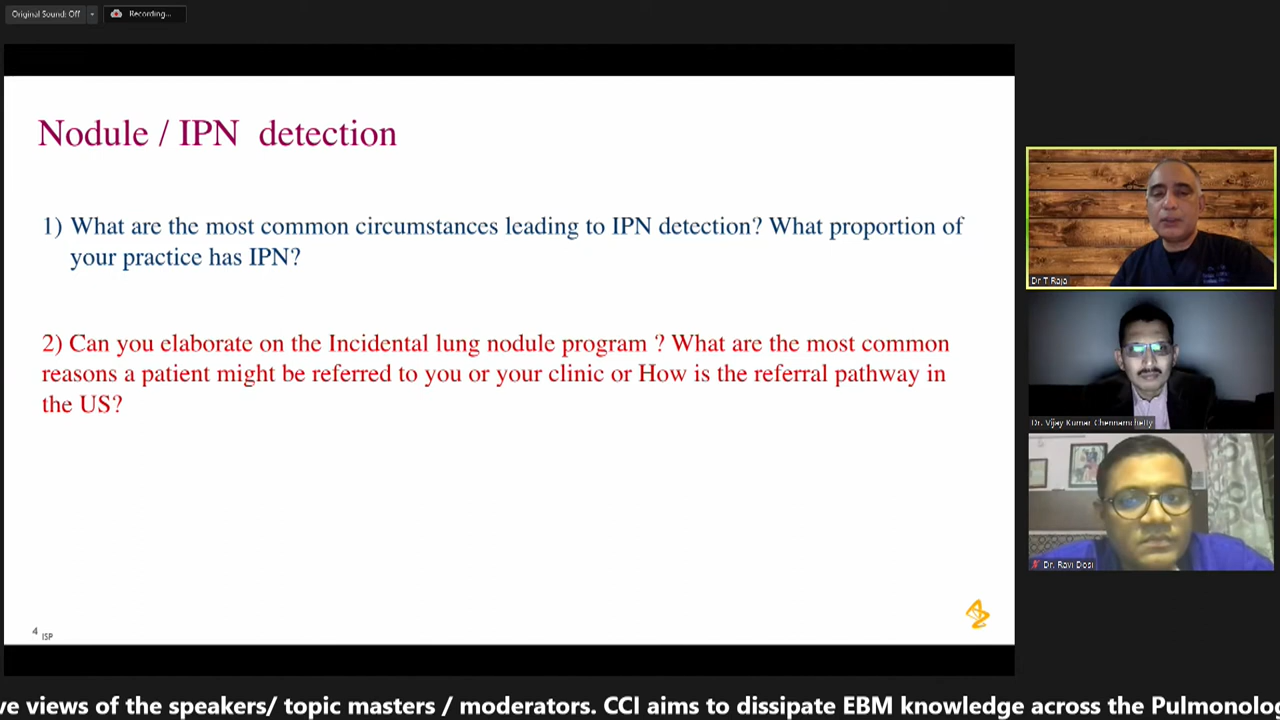 Original Sound: Off
Recording...
Nodule / IPN detection
1) What are the most common circumstances leading to IPN detection? What proportion of
your practice has IPN?
2) Can you elaborate on the Incidental lung nodule program ? What are the most common
reasons a patient might be referred to you or your clinic or How is the referral pathway in
the US?
4 ISP
Dr T Raja
Dr. Vijay Kumar Chennamchetty
Dr. Ravi Dosi
ve views of the speakers/ topic masters / moderators. CCI aims to dissipate EBM knowledge across the Pulmonolo